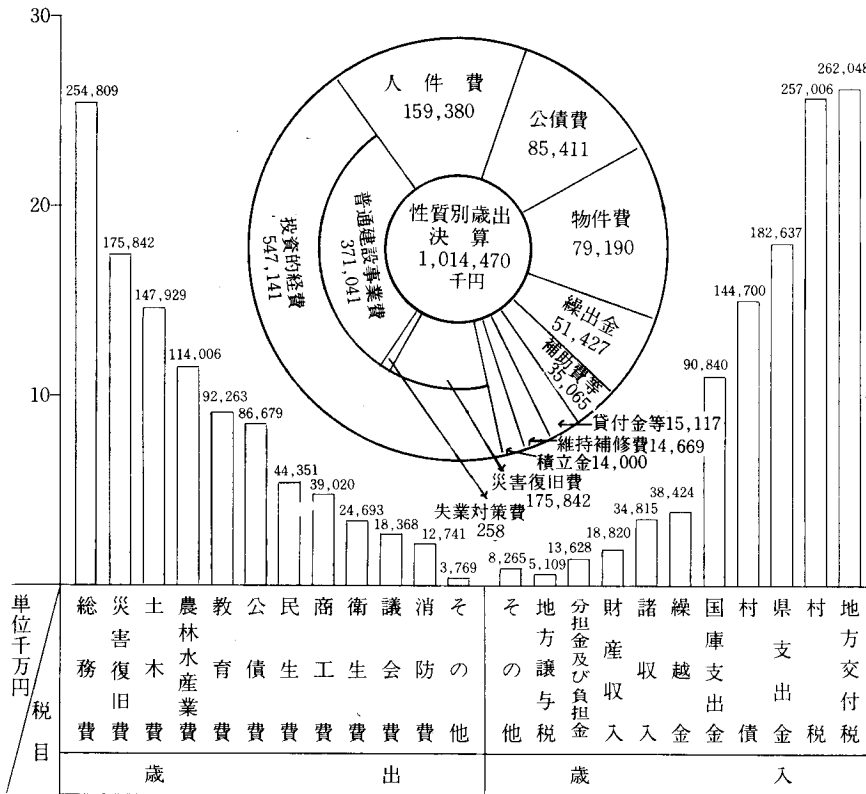 30
20
10
254,809
175,842
147,929
114,006
92,263
86,679
44,351
39,020
24,693
18,368
12,741
3,769
8,265
5,109
13,628
18,820
34,815
38,424
90,840
144,700
182,637
257,006
262,048
人件費
159,380
公債費
85,411
物件費
79,190
繰出金
51,427
補助費等
35,065
貸付金等15,117
維持補修費14,669
積立金14,000
災害復旧費
175,842
失業対策費
258
普通建設事業費
371,041
投資的経費
547,141
性質別歳出
決算
1,014,470
千円
単位千万円
税目
総務費
災害復旧費
土木費
農林水産業費
教育費
公債費
民生費
商工費
衛生費
議会費
消防費
その他
その他
地方譲与税
分担金及び負担金
財産収入
諸収入
繰越金
国庫支出金
村債
県支出金
村税
地方交付税
歳出
歳入